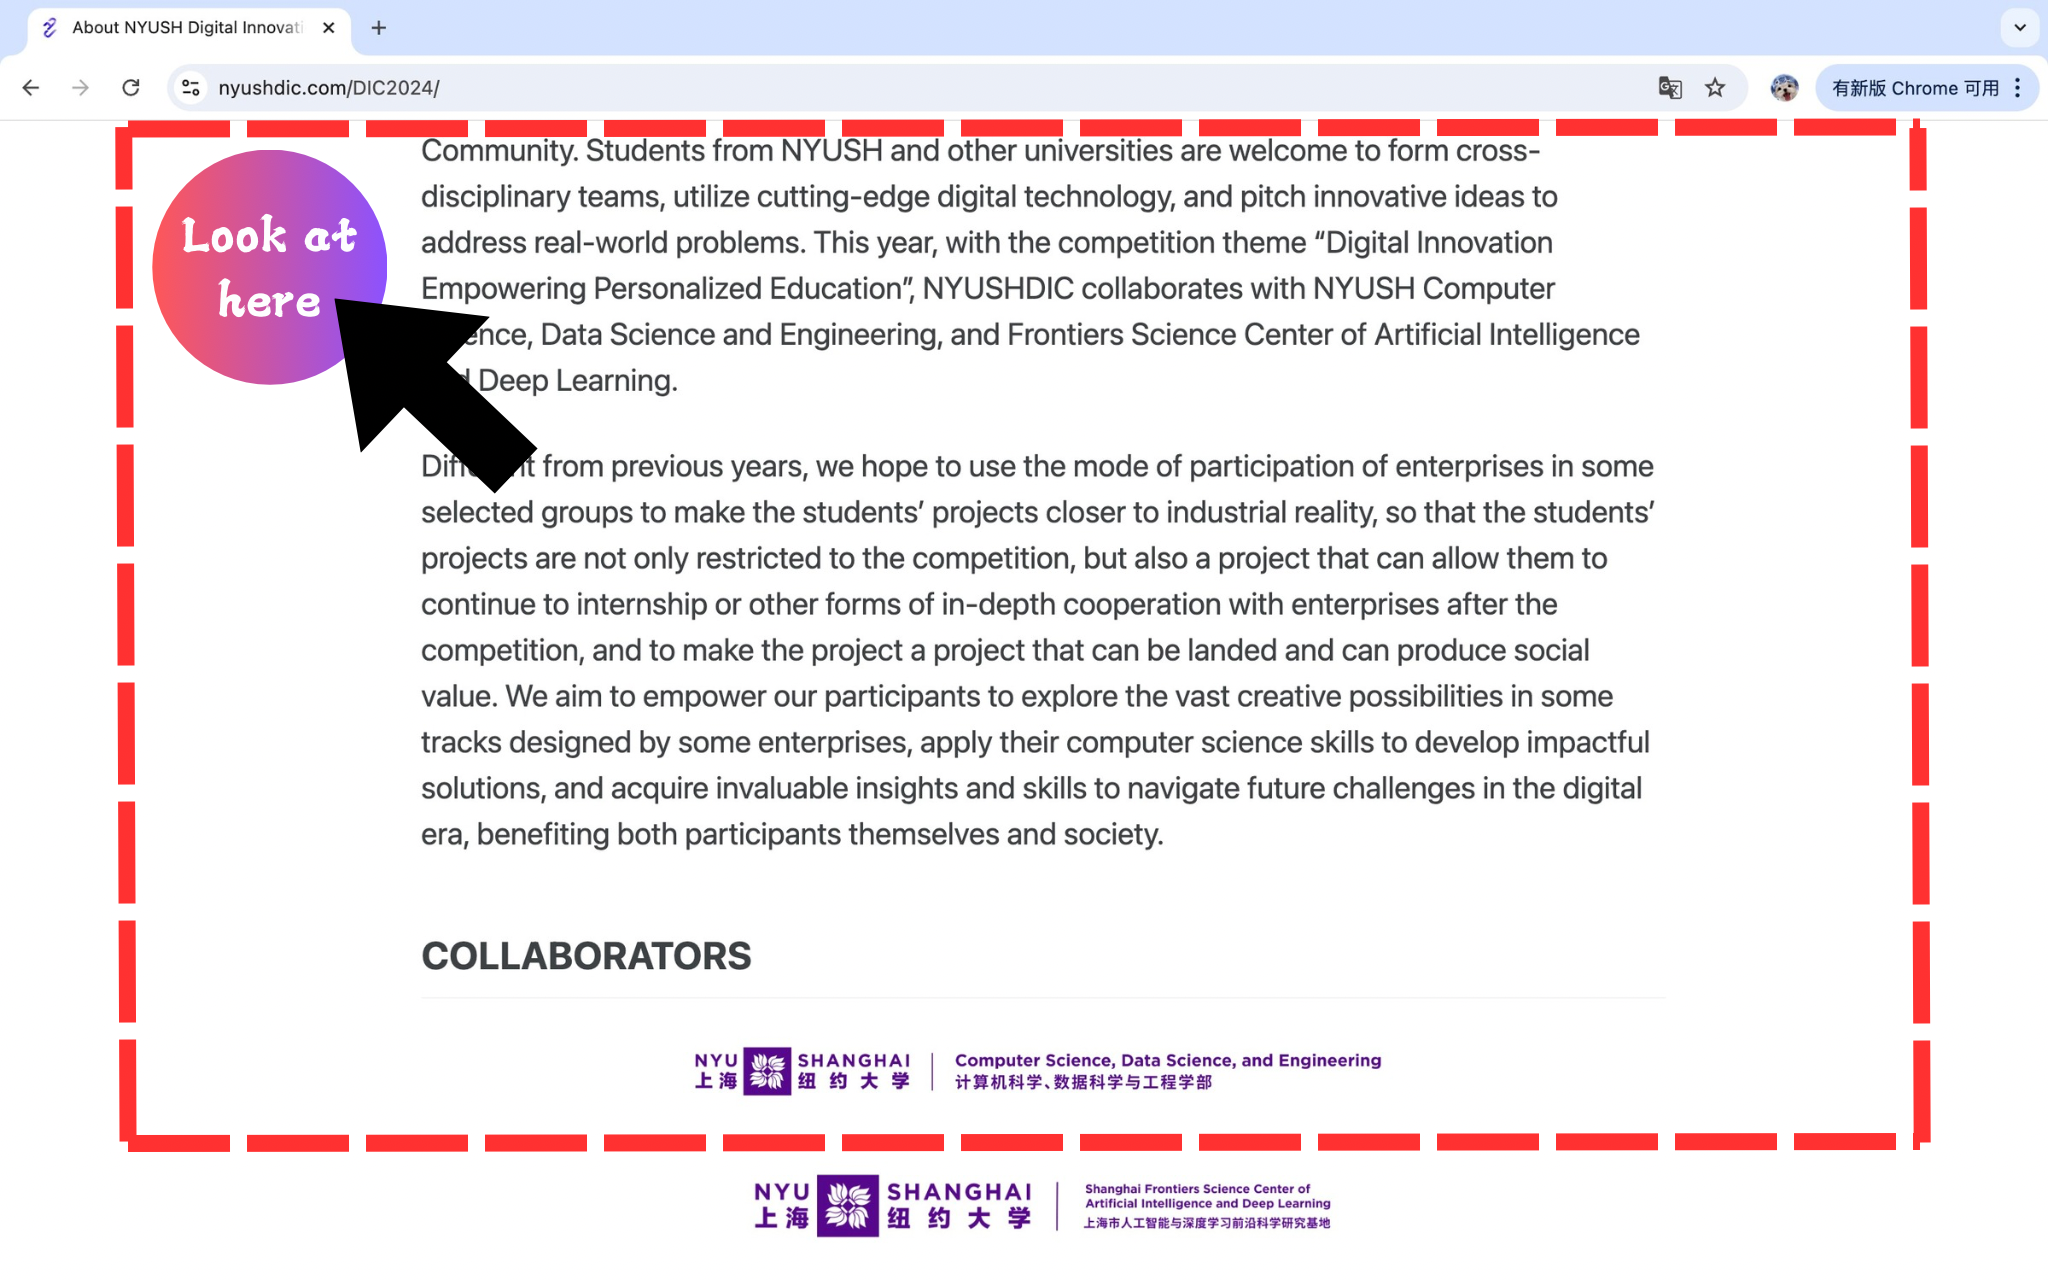 About NYUSH Digital Innovati
nyushdic.com/DIC2024/
有新版 Chrome 可用
Look at
here
Community. Students from NYUSH and other universities are welcome to form cross-
disciplinary teams, utilize cutting-edge digital technology, and pitch innovative ideas to
address real-world problems. This year, with the competition theme “Digital Innovation
Empowering Personalized Education”, NYUSHDIC collaborates with NYUSH Computer
ence, Data Science and Engineering, and Frontiers Science Center of Artificial Intelligence
Deep Learning.
from previous years, we hope to use the mode of participation of enterprises in some
selected groups to make the students’ projects closer to industrial reality, so that the students’
projects are not only restricted to the competition, but also a project that can allow them to
continue to internship or other forms of in-depth cooperation with enterprises after the
competition, and to make the project a project that can be landed and can produce social
value. We aim to empower our participants to explore the vast creative possibilities in some
tracks designed by some enterprises, apply their computer science skills to develop impactful
solutions, and acquire invaluable insights and skills to navigate future challenges in the digital
era, benefiting both participants themselves and society.
COLLABORATORS
NYU SHANGHAI
上海 纽约大学
Computer Science, Data Science, and Engineering
计算机科学、数据科学与工程学部
NYU SHANGHAI
上海 纽约大学
Shanghai Frontiers Science Center of
Artificial Intelligence and Deep Learning
上海市人工智能与深度学习前沿科学研究基地